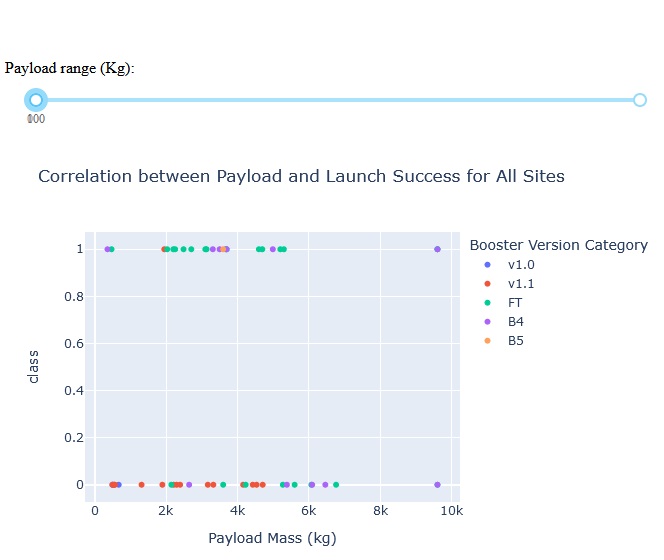 Payload range (Kg):
Correlation between Payload and Launch Success for All Sites
Booster Version Category
v1.0
v1.1
FT
B4
B5
class
1
0.8
0.6
0.4
0.2
0
0 2k 4k 6k 8k 10k
Payload Mass (kg)